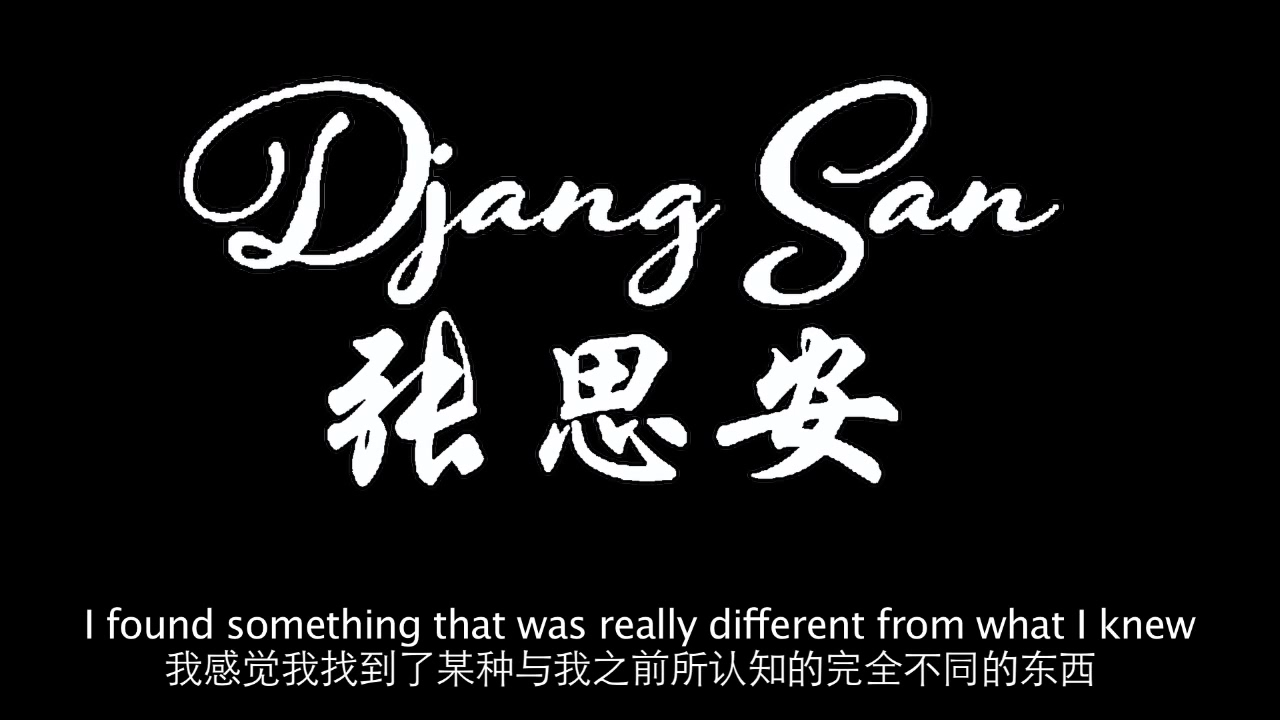 Djang San
张思安
I found something that was really different from what I knew
我感觉我找到了某种与我之前所认知的完全不同的东西